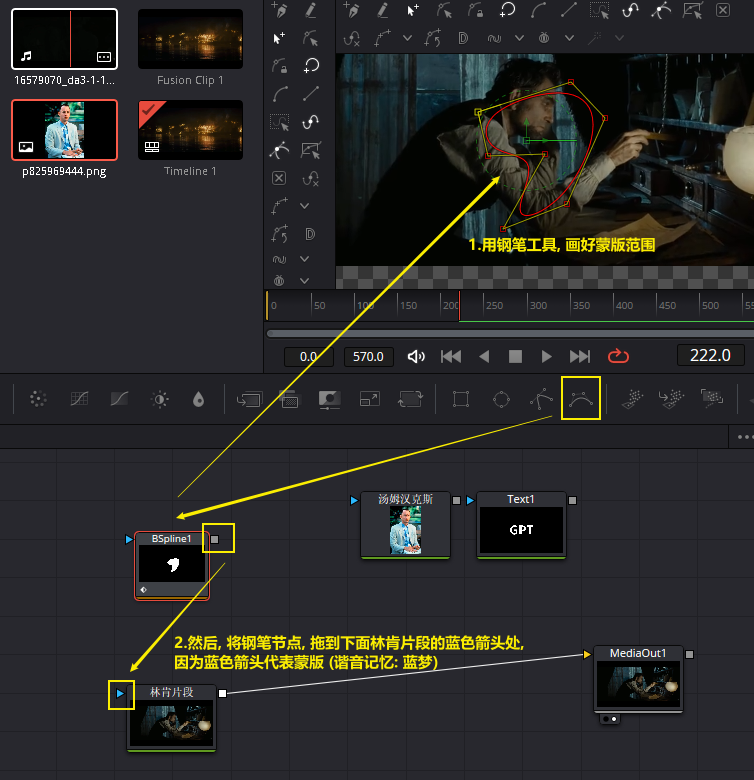 16579070_da3-1-1...
Fusion Clip 1
p825969444.png
Timeline 1
1.用钢笔工具, 画好蒙版范围
0
50
100
150
200
250
300
350
400
450
500
0.0
570.0
222.0
汤姆汉克斯
Text1
GPT
BSpline1
2.然后, 将钢笔节点, 拖到下面林肯片段的蓝色箭头处,
因为蓝色箭头代表蒙版 (谐音记忆: 蓝梦)
MediaOut1
林肯片段